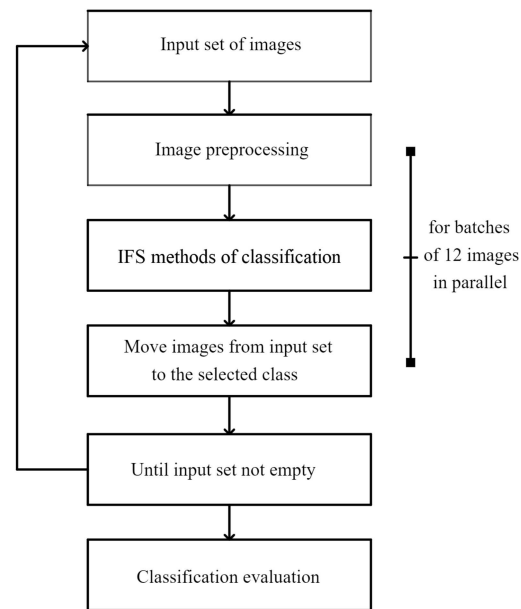 Input set of images
Image preprocessing
IFS methods of classification
Move images from input set
to the selected class
for batches
of 12 images
in parallel
Until input set not empty
Classification evaluation